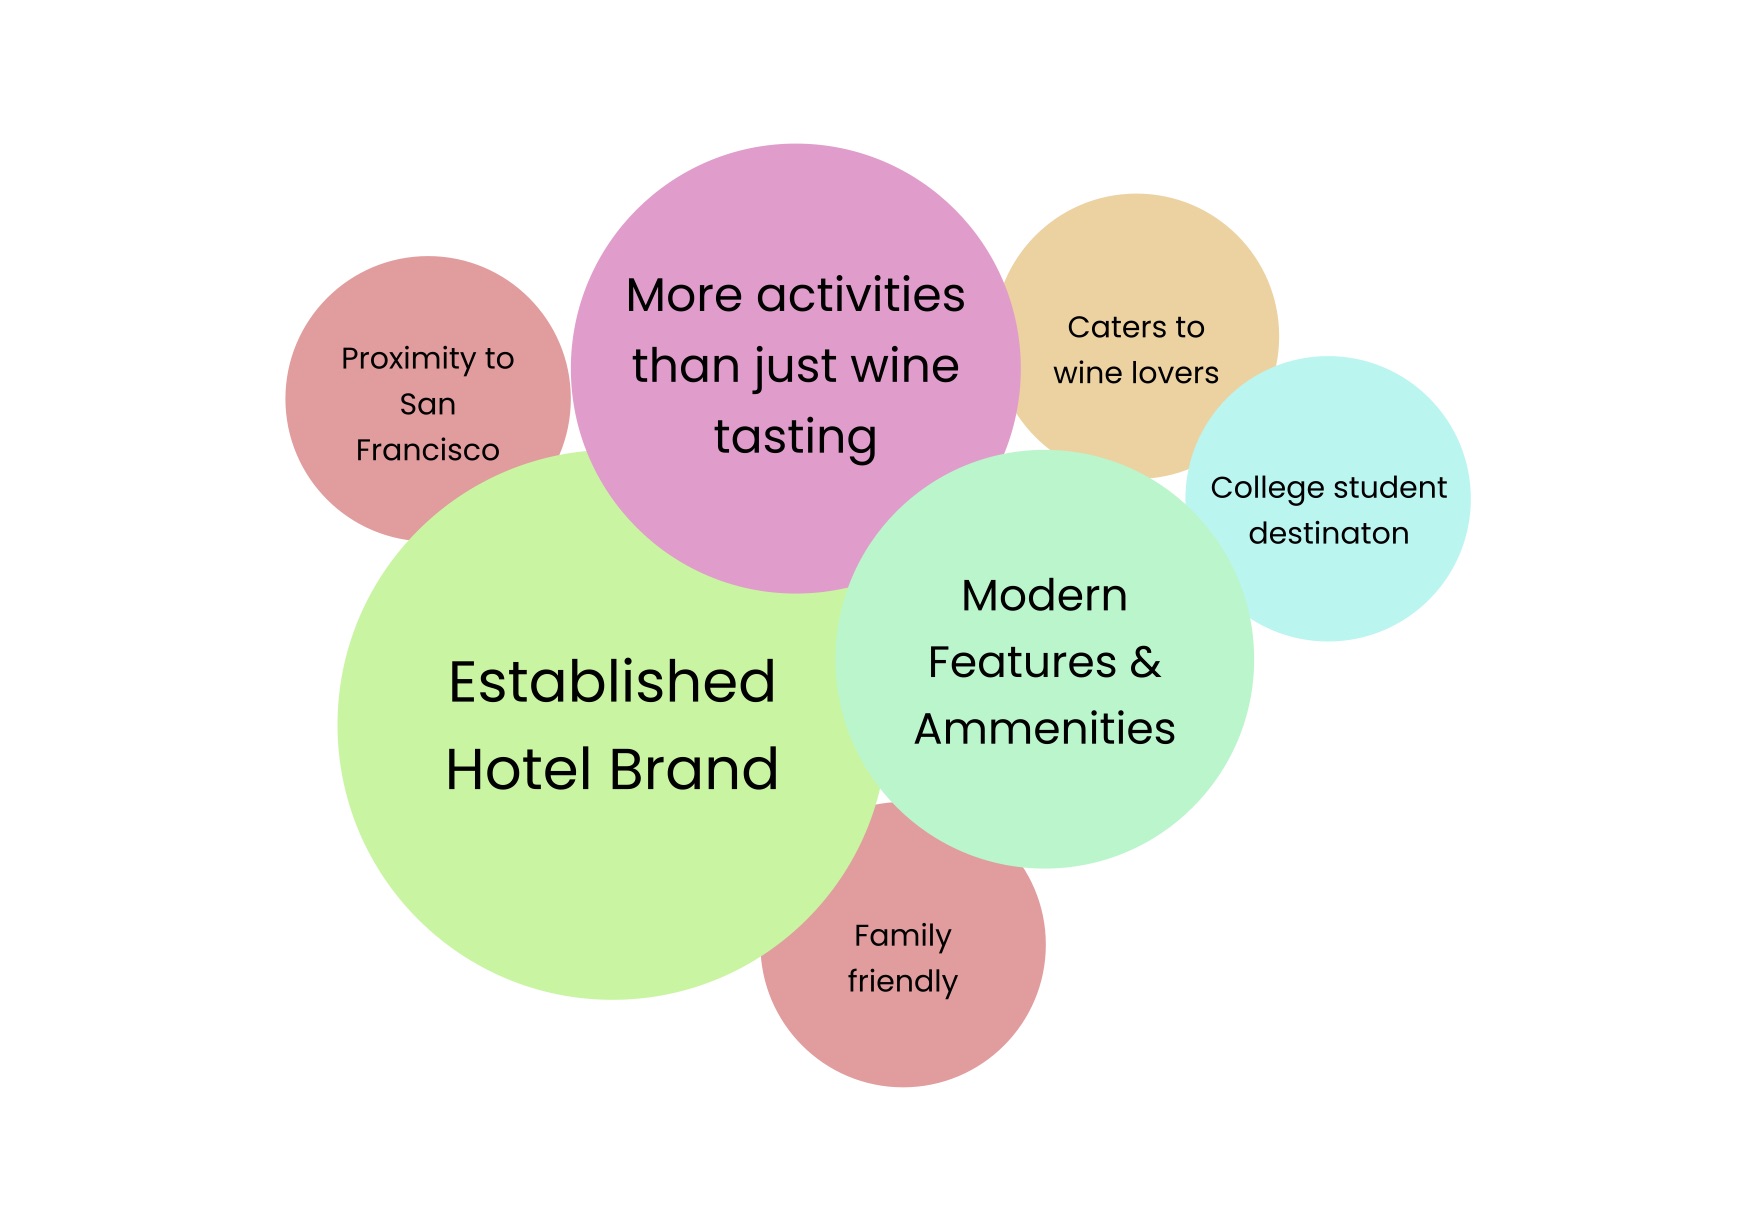 More activities
than just wine
tasting
Proximity to
San
Francisco
Caters to
wine lovers
College student
destinaton
Modern
Features &
Ammenities
Established
Hotel Brand
Family
friendly